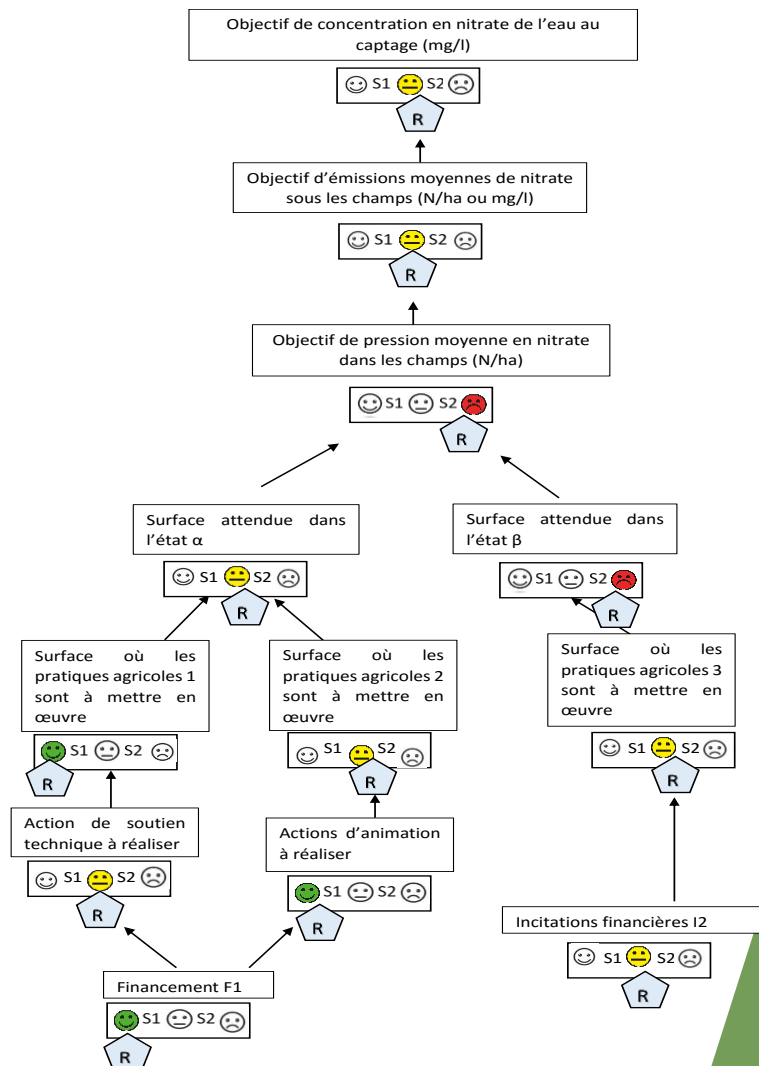 Objectif de concentration en nitrate de l’eau au
captage (mg/l)
S1 S2
R
Objectif d’émissions moyennes de nitrate
sous les champs (N/ha ou mg/l)
S1 S2
R
Objectif de pression moyenne en nitrate
dans les champs (N/ha)
S1 S2
R
Surface attendue dans
l’état α
S1 S2
R
Surface attendue dans
l’état β
S1 S2
R
Surface où les
pratiques agricoles 1
sont à mettre en
œuvre
S1 S2
R
Surface où les
pratiques agricoles 2
sont à mettre en
œuvre
S1 S2
R
Surface où les
pratiques agricoles 3
sont à mettre en
œuvre
S1 S2
R
Action de soutien
technique à réaliser
S1 S2
R
Actions d’animation
à réaliser
S1 S2
R
Incitations financières I2
S1 S2
R
Financement F1
S1 S2
R